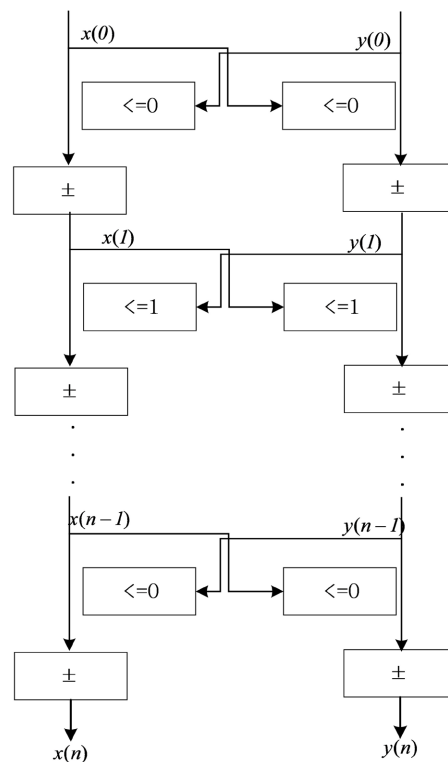 x(0) y(0)
<=0 <=0
± ±
x(1) y(1)
<=1 <=1
± ±
x(n-1) y(n-1)
<=0 <=0
± ±
x(n) y(n)